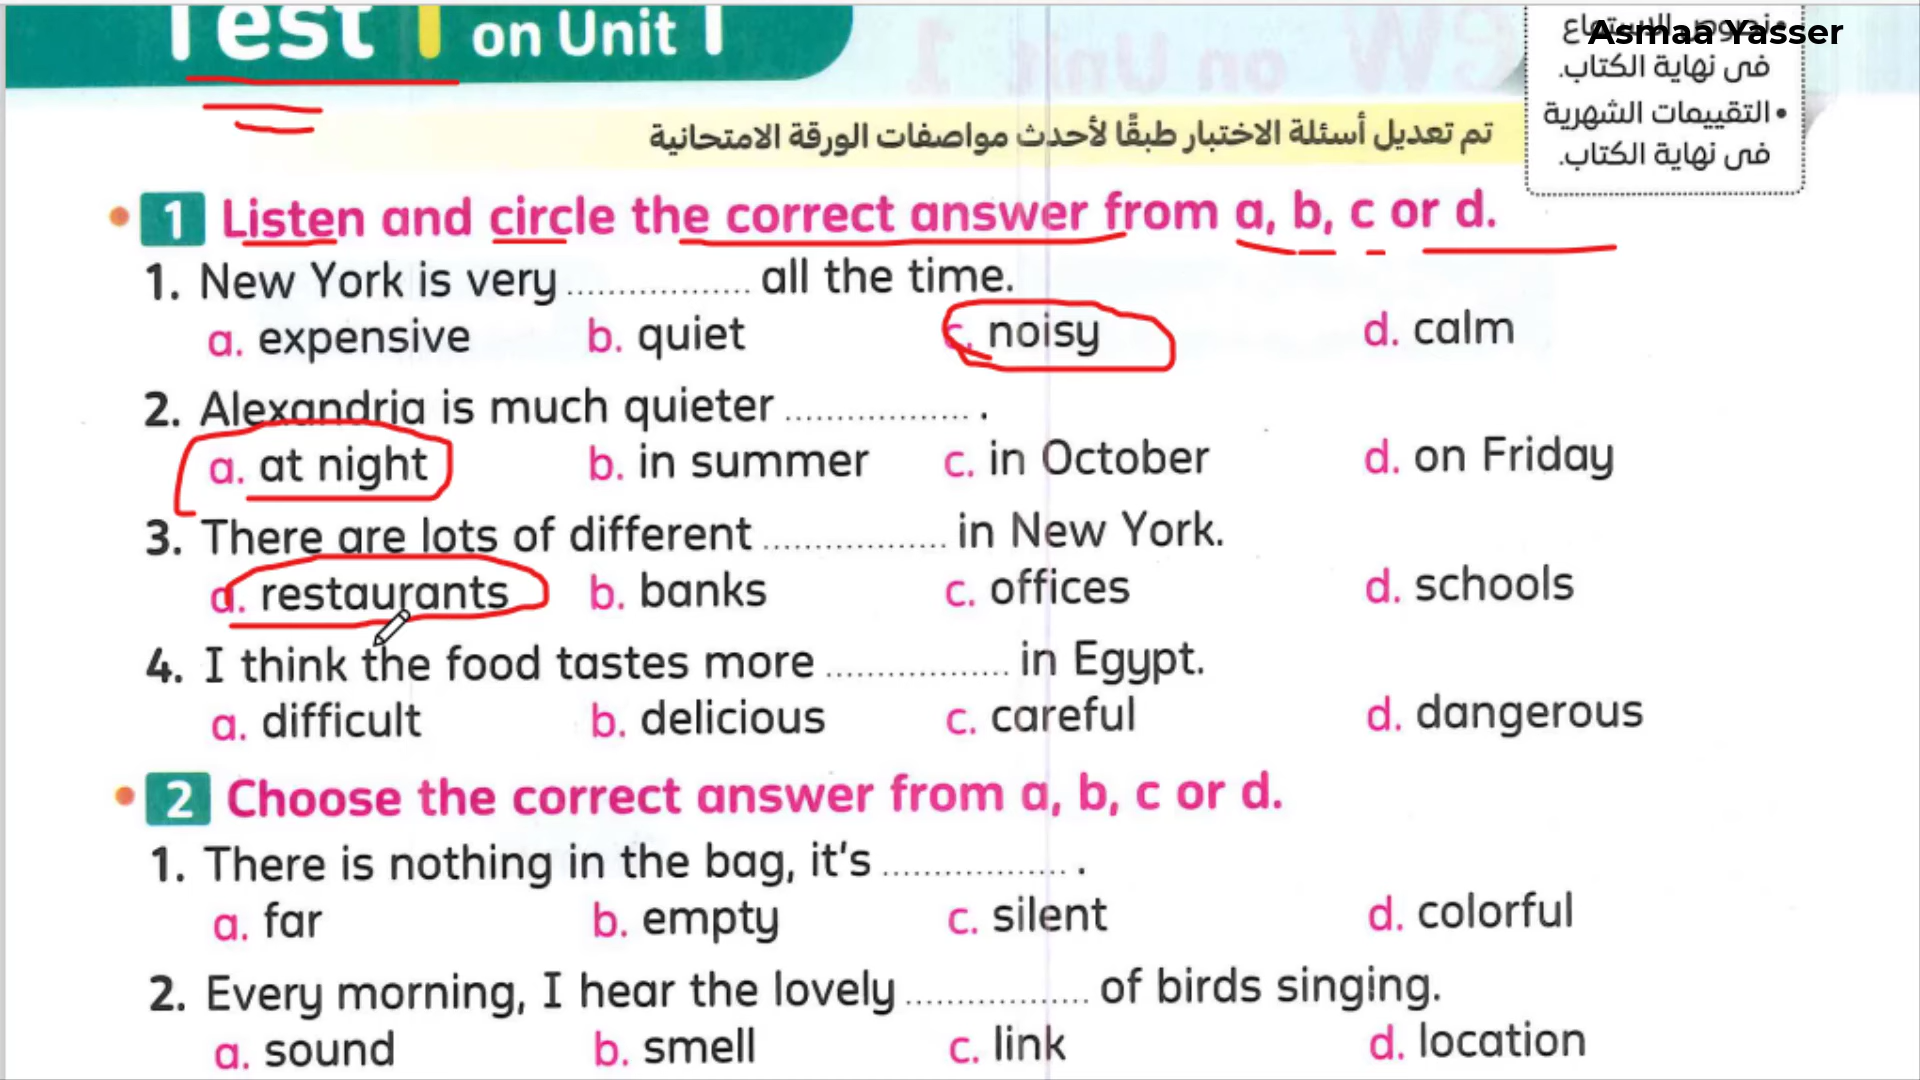 Test 1 on Unit 1
Asmaa Yasser
فى نهاية الكتاب.
• التقييمات الشهرية
فى نهاية الكتاب.
تم تعديل أسئلة الاختبار طبقًا لأحدث مواصفات الورقة الامتحانية
1 Listen and circle the correct answer from a, b, c or d.
1. New York is very ................. all the time.
a. expensive b. quiet c. noisy d. calm
2. Alexandria is much quieter ................. .
a. at night b. in summer c. in October d. on Friday
3. There are lots of different ................. in New York.
a. restaurants b. banks c. offices d. schools
4. I think the food tastes more ................. in Egypt.
a. difficult b. delicious c. careful d. dangerous
2 Choose the correct answer from a, b, c or d.
1. There is nothing in the bag, it's ................. .
a. far b. empty c. silent d. colorful
2. Every morning, I hear the lovely ................. of birds singing.
a. sound b. smell c. link d. location